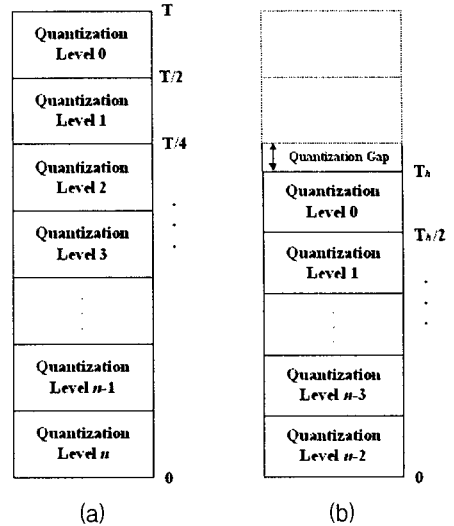 T
Quantization
Level 0
T/2
Quantization
Level 1
T/4
Quantization
Level 2
Quantization
Level 3
Quantization
Level n-1
Quantization
Level n
0
(a)
Quantization Gap
Th
Quantization
Level 0
Th/2
Quantization
Level 1
Quantization
Level n-3
Quantization
Level n-2
0
(b)